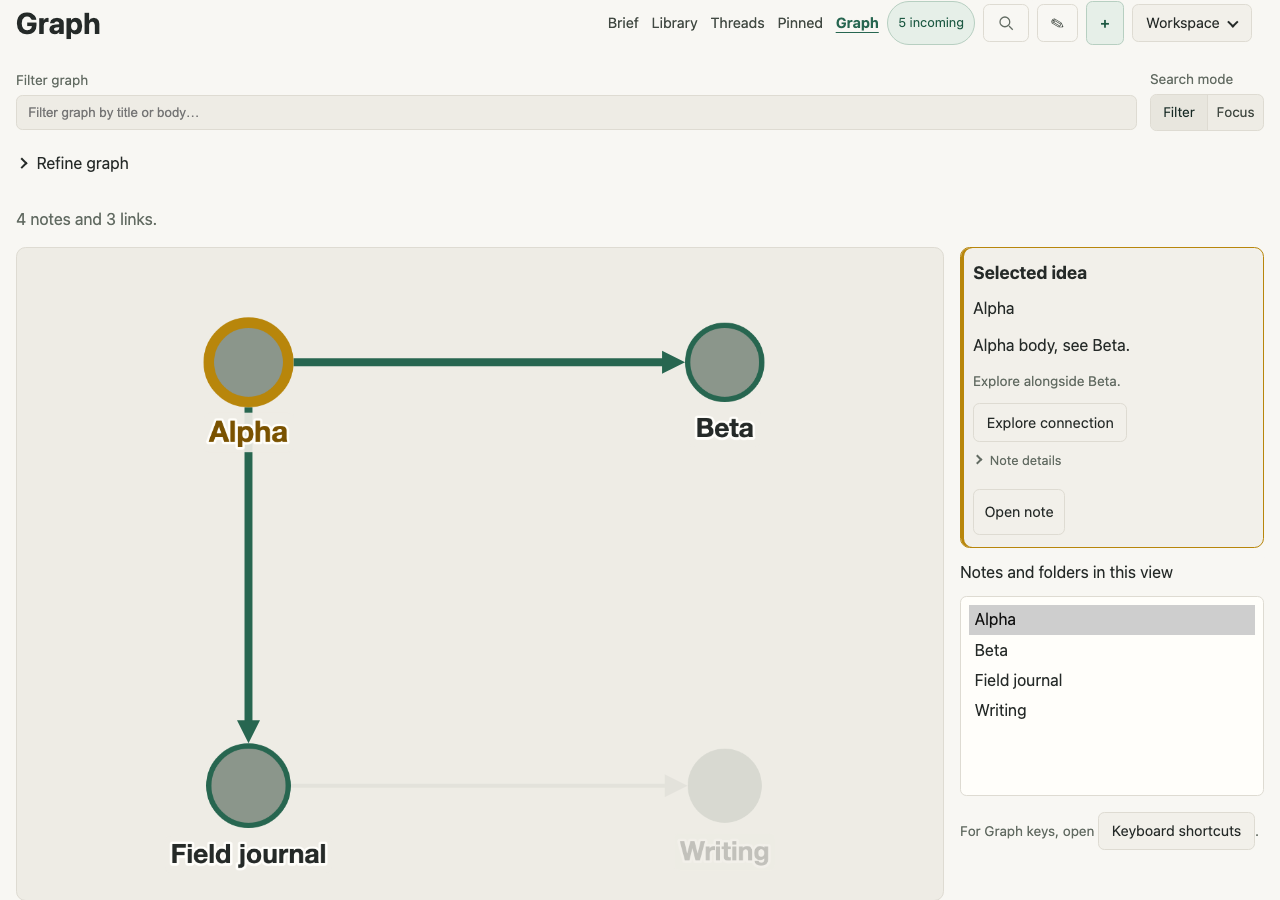 Graph
Brief Library Threads Pinned Graph 5 incoming + Workspace
Filter graph
Search mode
Filter graph by title or body…
Filter Focus
Refine graph
4 notes and 3 links.
Alpha
Beta
Field journal
Writing
Selected idea
Alpha
Alpha body, see Beta.
Explore alongside Beta.
Explore connection
Note details
Open note
Notes and folders in this view
Alpha
Beta
Field journal
Writing
For Graph keys, open Keyboard shortcuts.